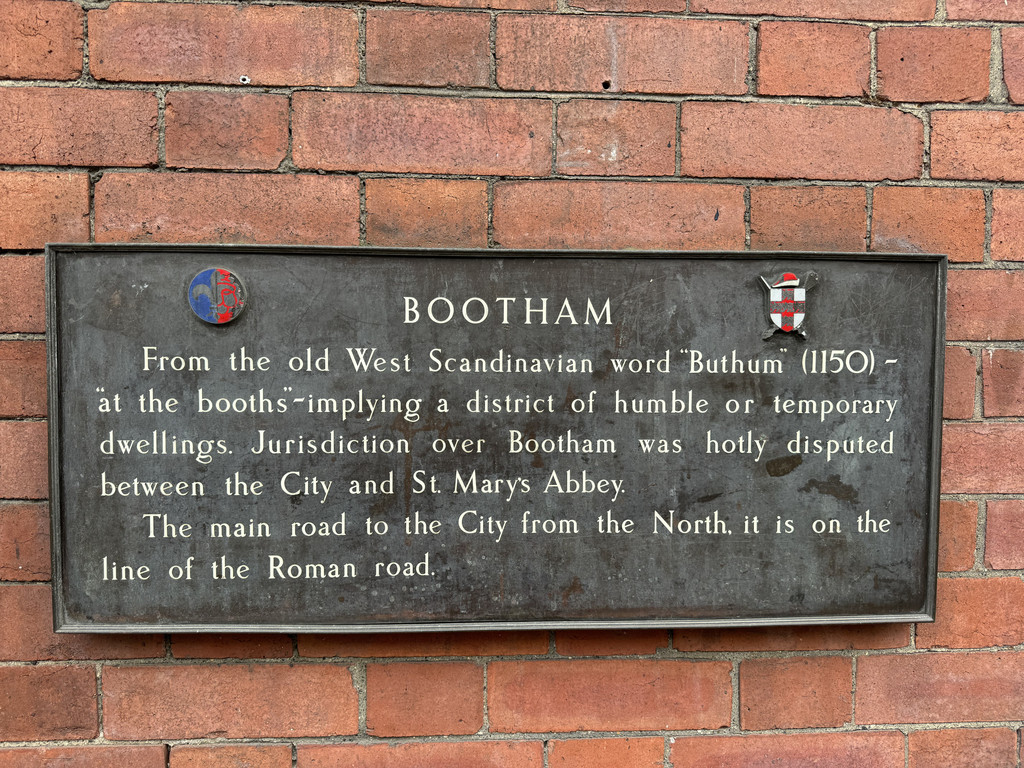 BOOTHAM
From the old West Scandinavian word "Buthum" (1150) -
"at the booths"-implying a district of humble or temporary
dwellings. Jurisdiction over Bootham was hotly disputed
between the City and St. Mary's Abbey.
The main road to the City from the North, it is on the
line of the Roman road.